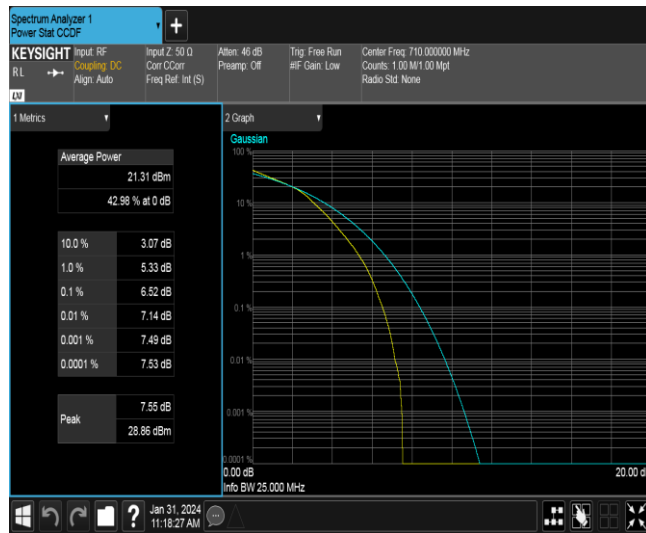 Spectrum Analyzer 1
Power Stat CCDF
+
KEYSIGHT
RL
LXI
Input: RF
Coupling: DC
Align: Auto
Input Z: 50 Ω
Corr CCorr
Freq Ref: Int (S)
Atten: 46 dB
Preamp: Off
Trig: Free Run
#IF Gain: Low
Center Freq: 710.000000 MHz
Counts: 1.00 M/1.00 Mpt
Radio Std: None
1 Metrics
Average Power
21.31 dBm
42.98 % at 0 dB
10.0 % 3.07 dB
1.0 % 5.33 dB
0.1 % 6.52 dB
0.01 % 7.14 dB
0.001 % 7.49 dB
0.0001 % 7.53 dB
Peak
7.55 dB
28.86 dBm
2 Graph
Gaussian
100 %
10 %
1 %
0.1 %
0.01 %
0.001 %
0.0001 %
0.00 dB
20.00 d
Info BW 25.000 MHz
?
Jan 31, 2024
11:18:27 AM